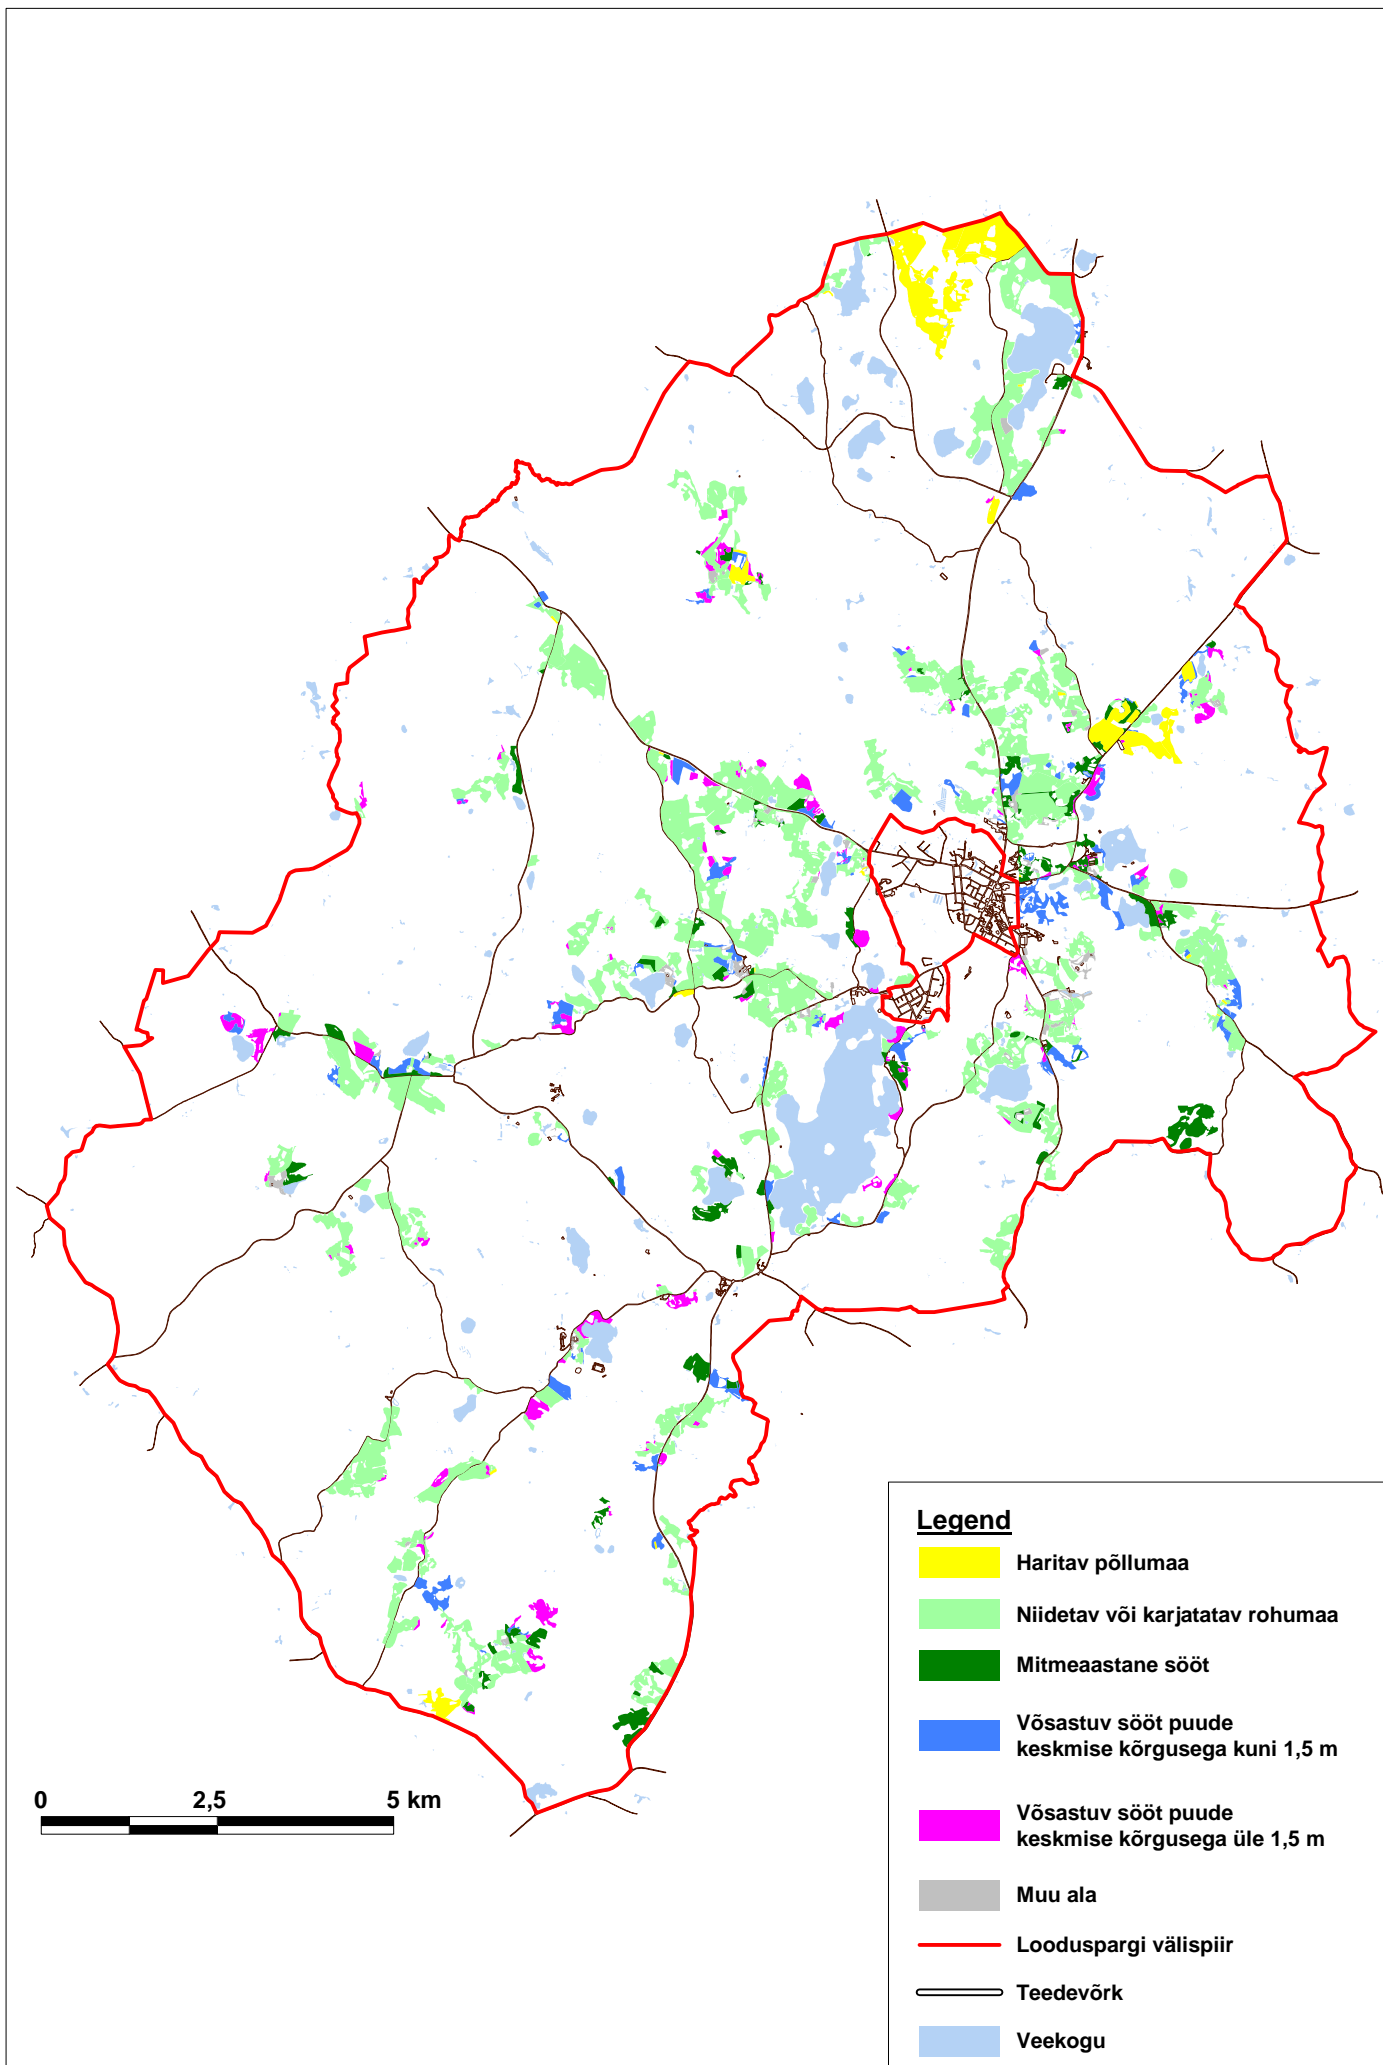 Legend
Haritav põllumaa
Niidetav või karjatatav rohumaa
Mitmeaastane sööt
Võsastuv sööt puude
keskmise kõrgusega kuni 1,5 m
Võsastuv sööt puude
keskmise kõrgusega üle 1,5 m
Muu ala
Looduspargi välispiir
Teedevõrk
Veekogu
0 2,5 5 km